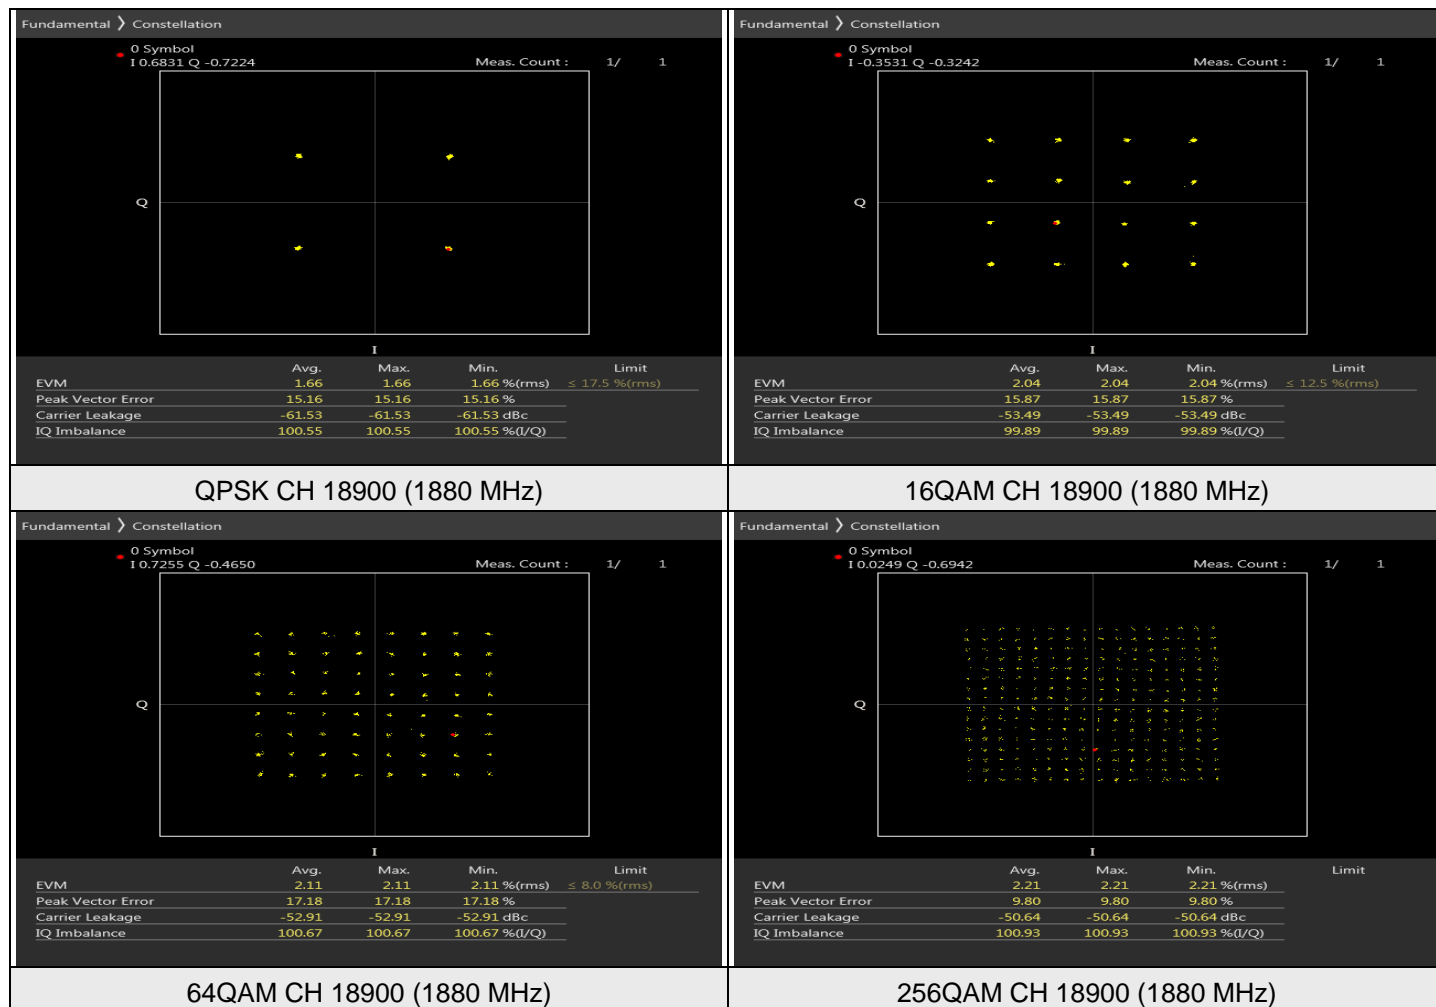 Fundamental ❯ Constellation
0 Symbol
I 0.6831 Q -0.7224 Meas. Count : 1/ 1
Q
I
Avg. Max. Min. Limit
EVM 1.66 1.66 1.66 %(rms) ≤ 17.5 %(rms)
Peak Vector Error 15.16 15.16 15.16 %
Carrier Leakage -61.53 -61.53 -61.53 dBc
IQ Imbalance 100.55 100.55 100.55 %(I/Q)
QPSK CH 18900 (1880 MHz)
Fundamental ❯ Constellation
0 Symbol
I -0.3531 Q -0.3242 Meas. Count : 1/ 1
Q
I
Avg. Max. Min. Limit
EVM 2.04 2.04 2.04 %(rms) ≤ 12.5 %(rms)
Peak Vector Error 15.87 15.87 15.87 %
Carrier Leakage -53.49 -53.49 -53.49 dBc
IQ Imbalance 99.89 99.89 99.89 %(I/Q)
16QAM CH 18900 (1880 MHz)
Fundamental ❯ Constellation
0 Symbol
I 0.7255 Q -0.4650 Meas. Count : 1/ 1
Q
I
Avg. Max. Min. Limit
EVM 2.11 2.11 2.11 %(rms) ≤ 8.0 %(rms)
Peak Vector Error 17.18 17.18 17.18 %
Carrier Leakage -52.91 -52.91 -52.91 dBc
IQ Imbalance 100.67 100.67 100.67 %(I/Q)
64QAM CH 18900 (1880 MHz)
Fundamental ❯ Constellation
0 Symbol
I 0.0249 Q -0.6942 Meas. Count : 1/ 1
Q
I
Avg. Max. Min. Limit
EVM 2.21 2.21 2.21 %(rms)
Peak Vector Error 9.80 9.80 9.80 %
Carrier Leakage -50.64 -50.64 -50.64 dBc
IQ Imbalance 100.93 100.93 100.93 %(I/Q)
256QAM CH 18900 (1880 MHz)